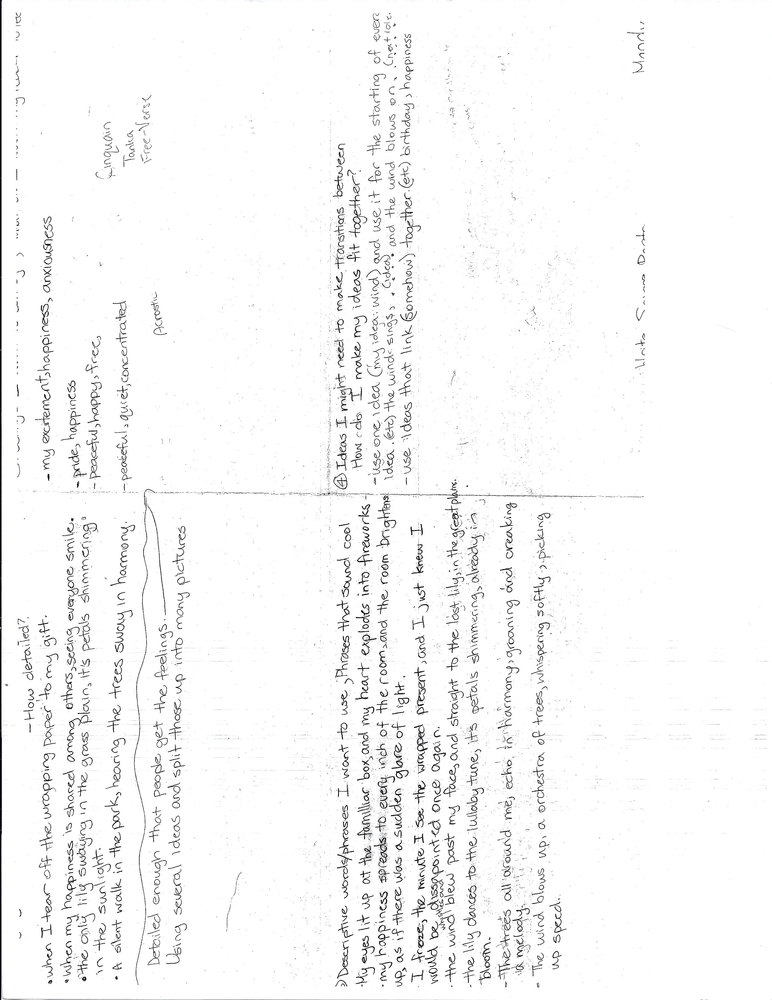 -How detailed?
• When I tear off the wrapping paper to my gift.
• When my happiness is shared among others, seeing everyone smile.
• the only lily swaying in the grass plain, it's petals shimmering
in the sunlight.
• A silent walk in the park, hearing the trees sway in harmony.
Detailed enough that people get the feelings.
Using several ideas and split those up into many pictures
- my excitement, happiness, anxiousness
- pride, happiness
- peaceful, happy, free,
- peaceful, quiet, concentrated
Cinquain
Tanka
Free-Verse
Acrostic
3) Descriptive words/phrases I want to use, Phrases that sound cool
• My eyes lit up at the familliar box, and my heart explodes into fireworks-
• my happiness spreads to every inch of the room, and the room brightens
up, as if there was a sudden glare of light.
• I froze, the minute I see the wrapped present, and I just knew I
would be dissapointed once again.
whistles and
• the wind blew past my face, and straight to the last lily, in the great plains.
• the lily dances to the lullaby tune, it's petals shimmering, already in
bloom.
- The trees all around me, echo in harmony, groaning and creaking
a melody.
- The wind blows up, a orchestra of trees, whispering softly, picking
up speed.
④ Ideas I might need to make transitions between
How do I make my ideas fit together?
- use one idea (my idea: wind) and use it for the starting of ever
idea. (etc) the wind sings, . (idea). and the wind blows on,
- use ideas that link (somehow) together. (etc) birthday, happiness